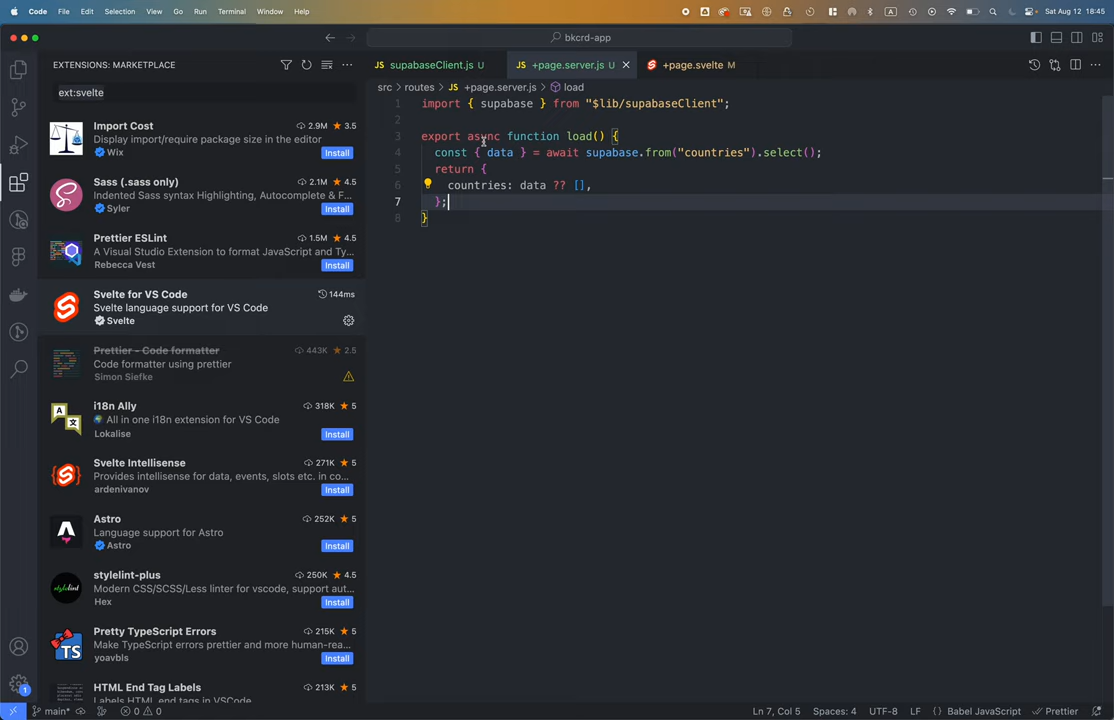 Code File Edit Selection View Go Run Terminal Window Help
A Sat Aug 12 18:45
bkcrd-app
EXTENSIONS: MARKETPLACE
ext:svelte
Import Cost 2.9M 3.5
Display import/require package size in the editor
Wix Install
Sass (.sass only) 2.1M 4.5
Indented Sass syntax Highlighting, Autocomplete & F...
Syler Install
Prettier ESLint 1.5M 4.5
A Visual Studio Extension to format JavaScript and Ty...
Rebecca Vest Install
Svelte for VS Code 144ms
Svelte language support for VS Code
Svelte
Prettier - Code formatter 443K 2.5
Code formatter using prettier
Simon Siefke
i18n Ally 318K 5
All in one i18n extension for VS Code
Lokalise Install
Svelte Intellisense 271K 5
Provides intellisense for data, events, slots etc. in co...
ardenivanov Install
Astro 252K 5
Language support for Astro
Astro Install
stylelint-plus 250K 4.5
Modern CSS/SCSS/Less linter for vscode, support aut...
Hex Install
Pretty TypeScript Errors 215K 5
Make TypeScript errors prettier and more human-rea...
yoavbls Install
HTML End Tag Labels 213K 5
Labels HTML end tags in VSCode
JS supabaseClient.js U JS +page.server.js U +page.svelte M
src > routes > JS +page.server.js > load
1 import { supabase } from "$lib/supabaseClient";
2
3 export async function load() {
4 const { data } = await supabase.from("countries").select();
5 return {
6 countries: data ?? [],
7 };
8 }
1 main* 0 0 Ln 7, Col 5 Spaces: 4 UTF-8 LF {} Babel JavaScript Prettier